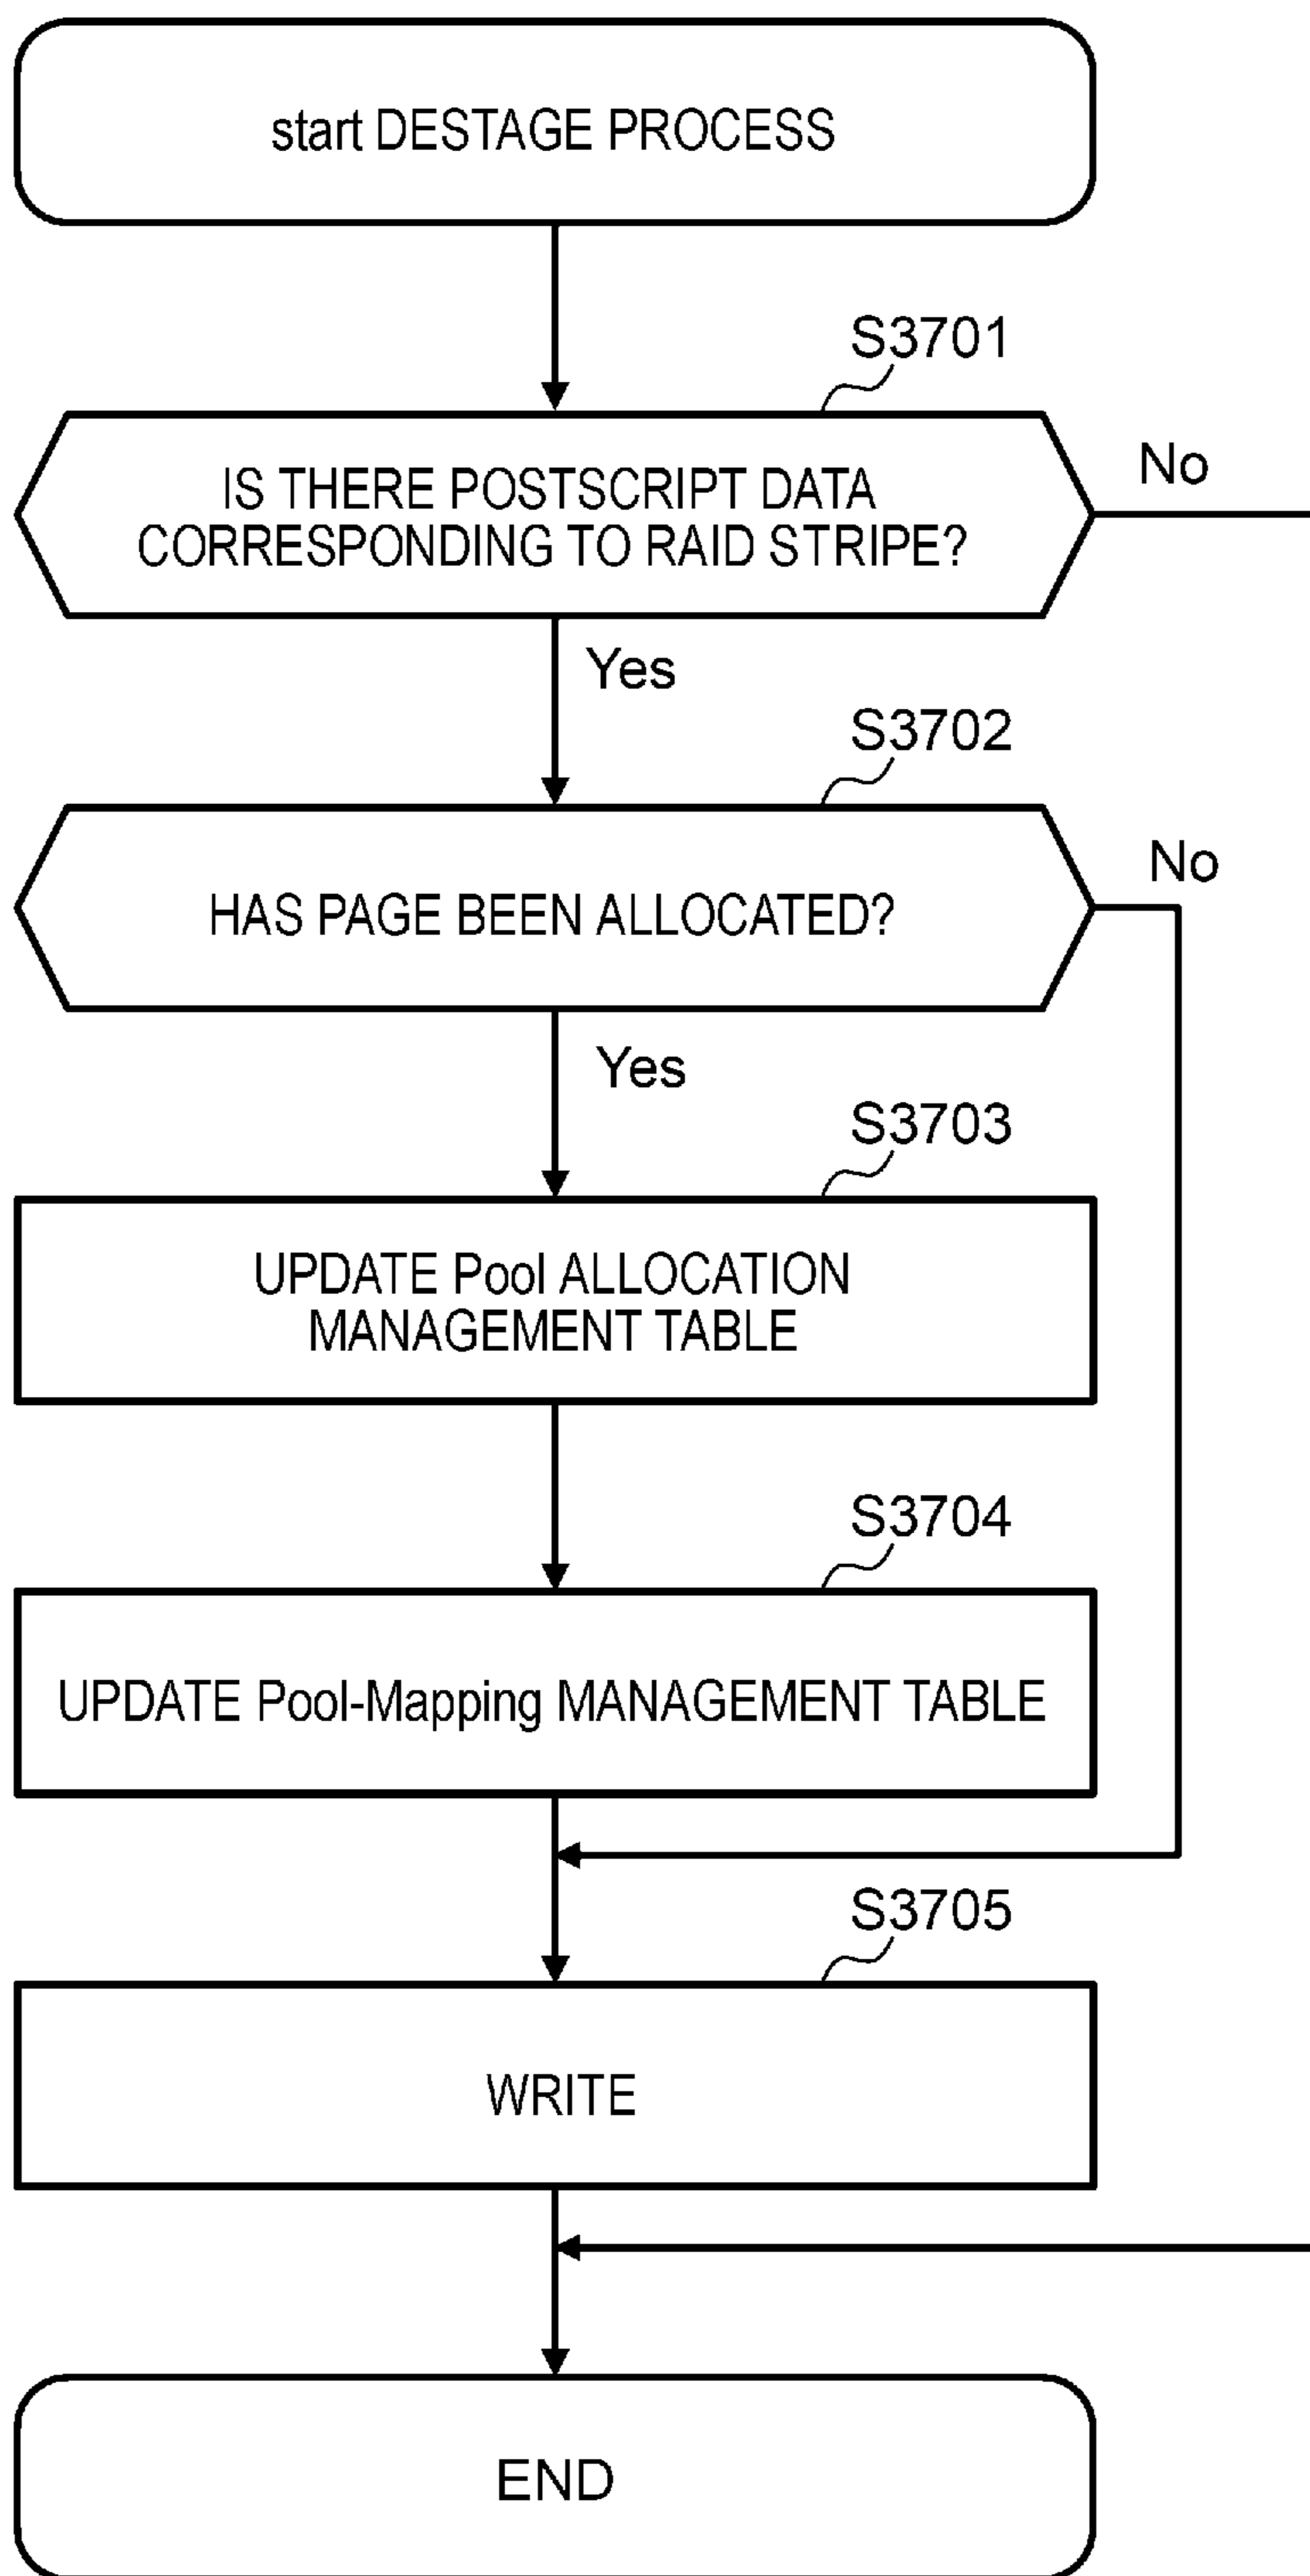 start DESTAGE PROCESS
S3701
IS THERE POSTSCRIPT DATA
CORRESPONDING TO RAID STRIPE?
No
Yes
S3702
HAS PAGE BEEN ALLOCATED?
No
Yes
S3703
UPDATE Pool ALLOCATION
MANAGEMENT TABLE
S3704
UPDATE Pool-Mapping MANAGEMENT TABLE
S3705
WRITE
END